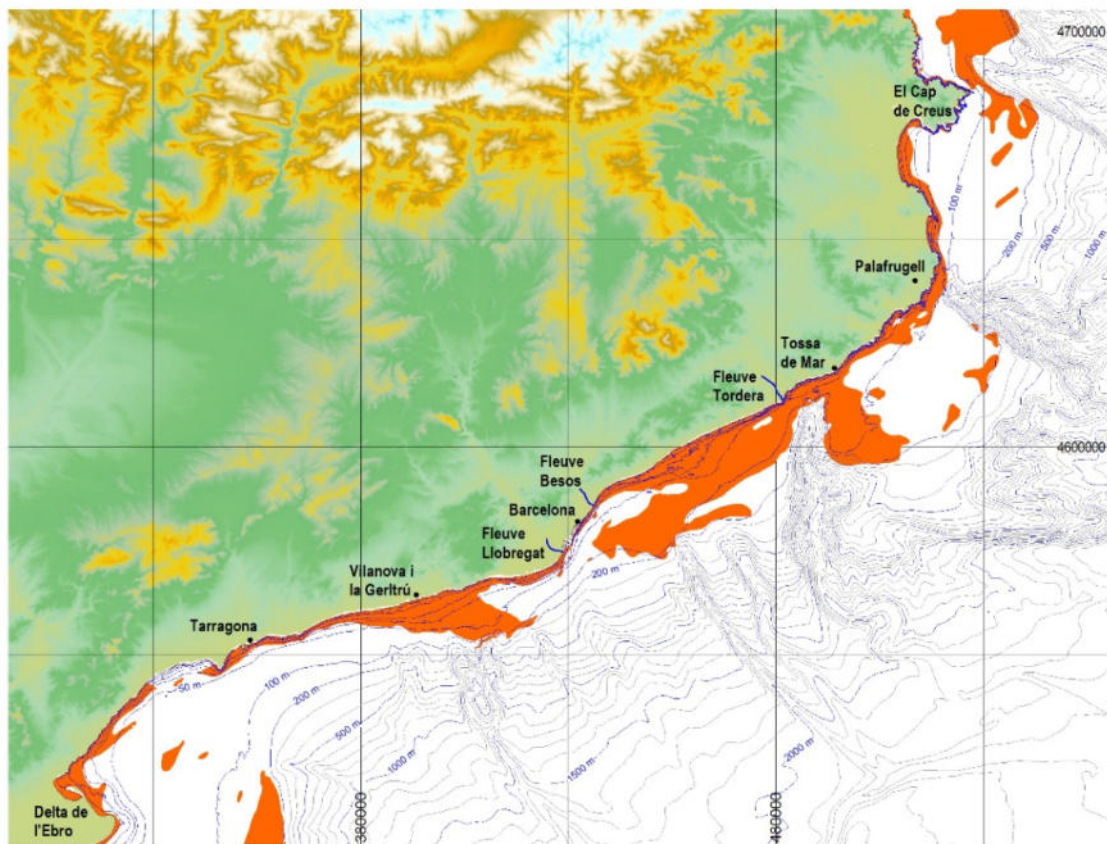 4700000
El Cap
de Creus
100 m
200 m
500 m
1000 m
Palafrugell
Tossa
de Mar
Fleuve
Tordera
4600000
Fleuve
Besos
Barcelona
Fleuve
Llobregat
200 m
Vilanova i
la Gerltrú
Tarragona
50 m
100 m
200 m
500 m
1000 m
1500 m
2000 m
380000
480000
Delta de
l'Ebro